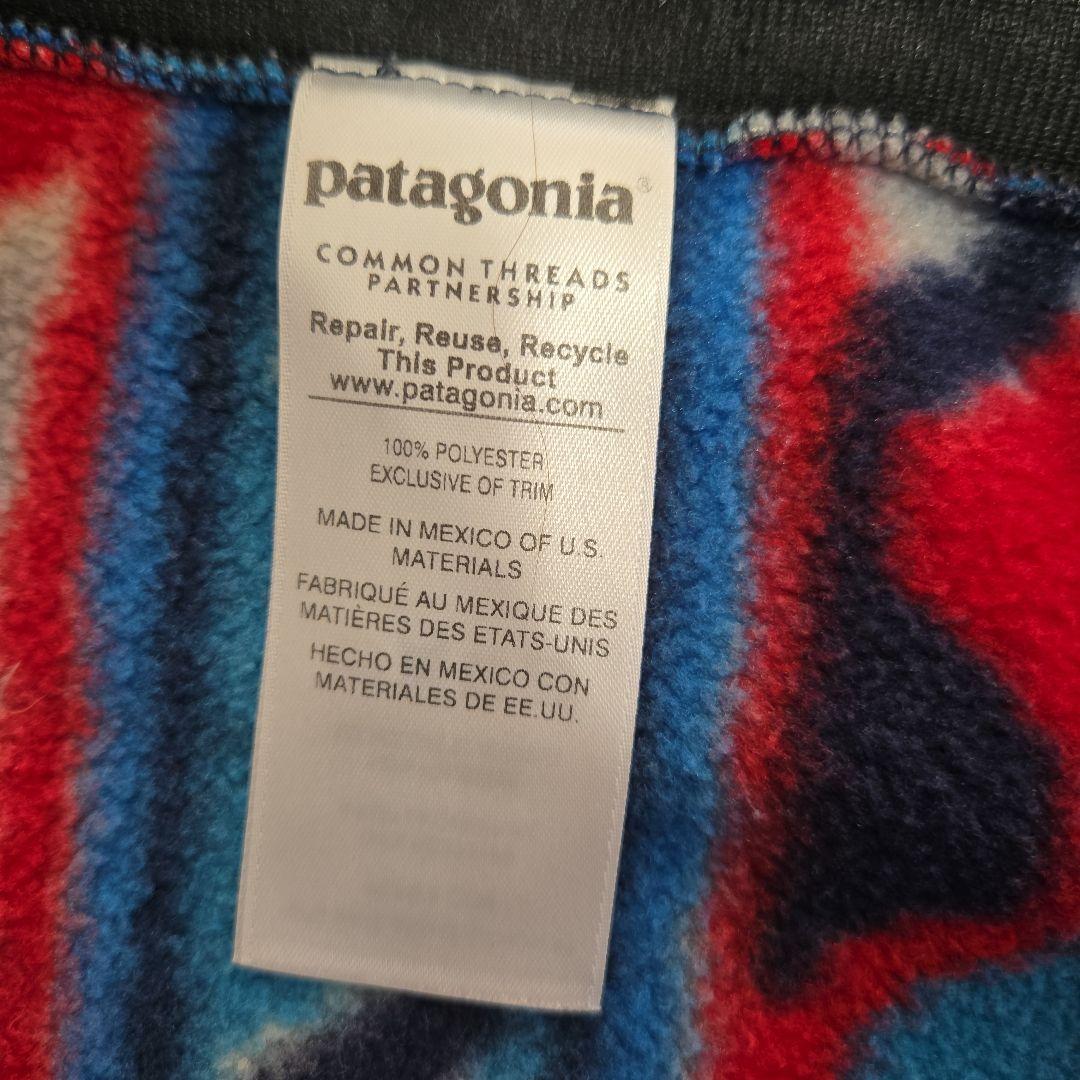 patagonia®
COMMON THREADS
PARTNERSHIP
Repair, Reuse, Recycle
This Product
www.patagonia.com
100% POLYESTER
EXCLUSIVE OF TRIM
MADE IN MEXICO OF U.S.
MATERIALS
FABRIQUÉ AU MEXIQUE DES
MATIÈRES DES ETATS-UNIS
HECHO EN MEXICO CON
MATERIALES DE EE.UU.